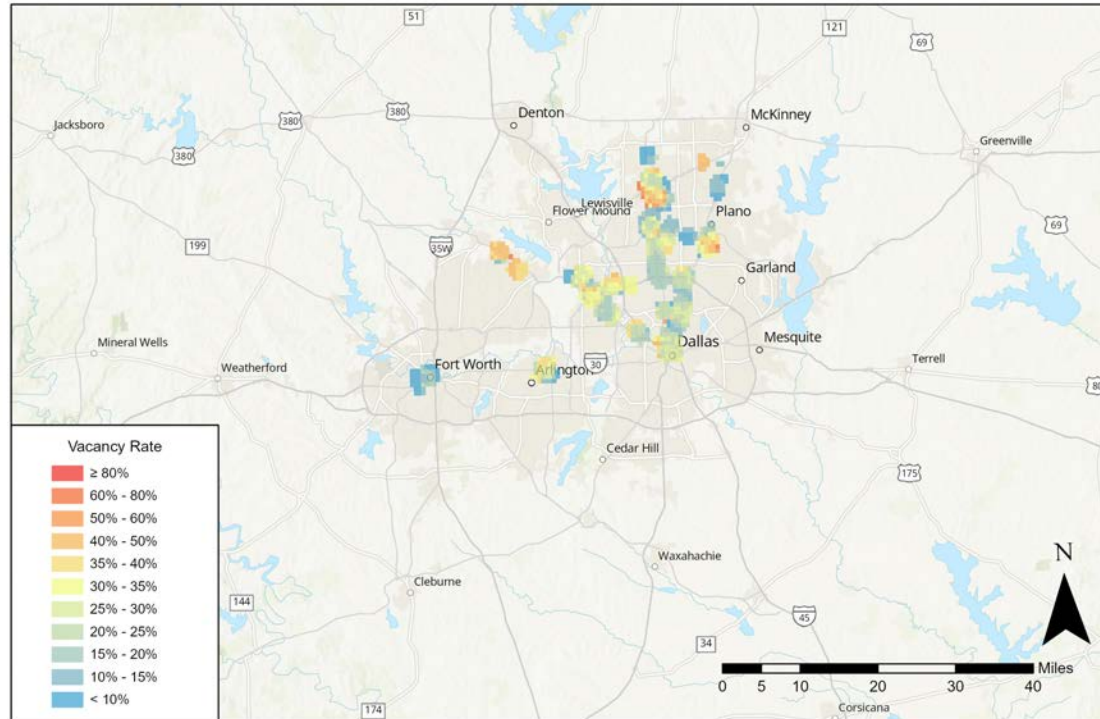 51
121
69
Denton
McKinney
380
380
Jacksboro
Greenville
380
Lewisville
Flower Mound
Plano
69
199
35W
Garland
Mineral Wells
Dallas
Mesquite
Weatherford
Fort Worth
30
Terrell
Arlington
80
Cedar Hill
175
Vacancy Rate
≥ 80%
60% - 80%
50% - 60%
40% - 50%
35% - 40%
30% - 35%
25% - 30%
20% - 25%
15% - 20%
10% - 15%
< 10%
Waxahachie
N
Cleburne
144
45
34
Miles
0 5 10 20 30 40
174
Corsicana